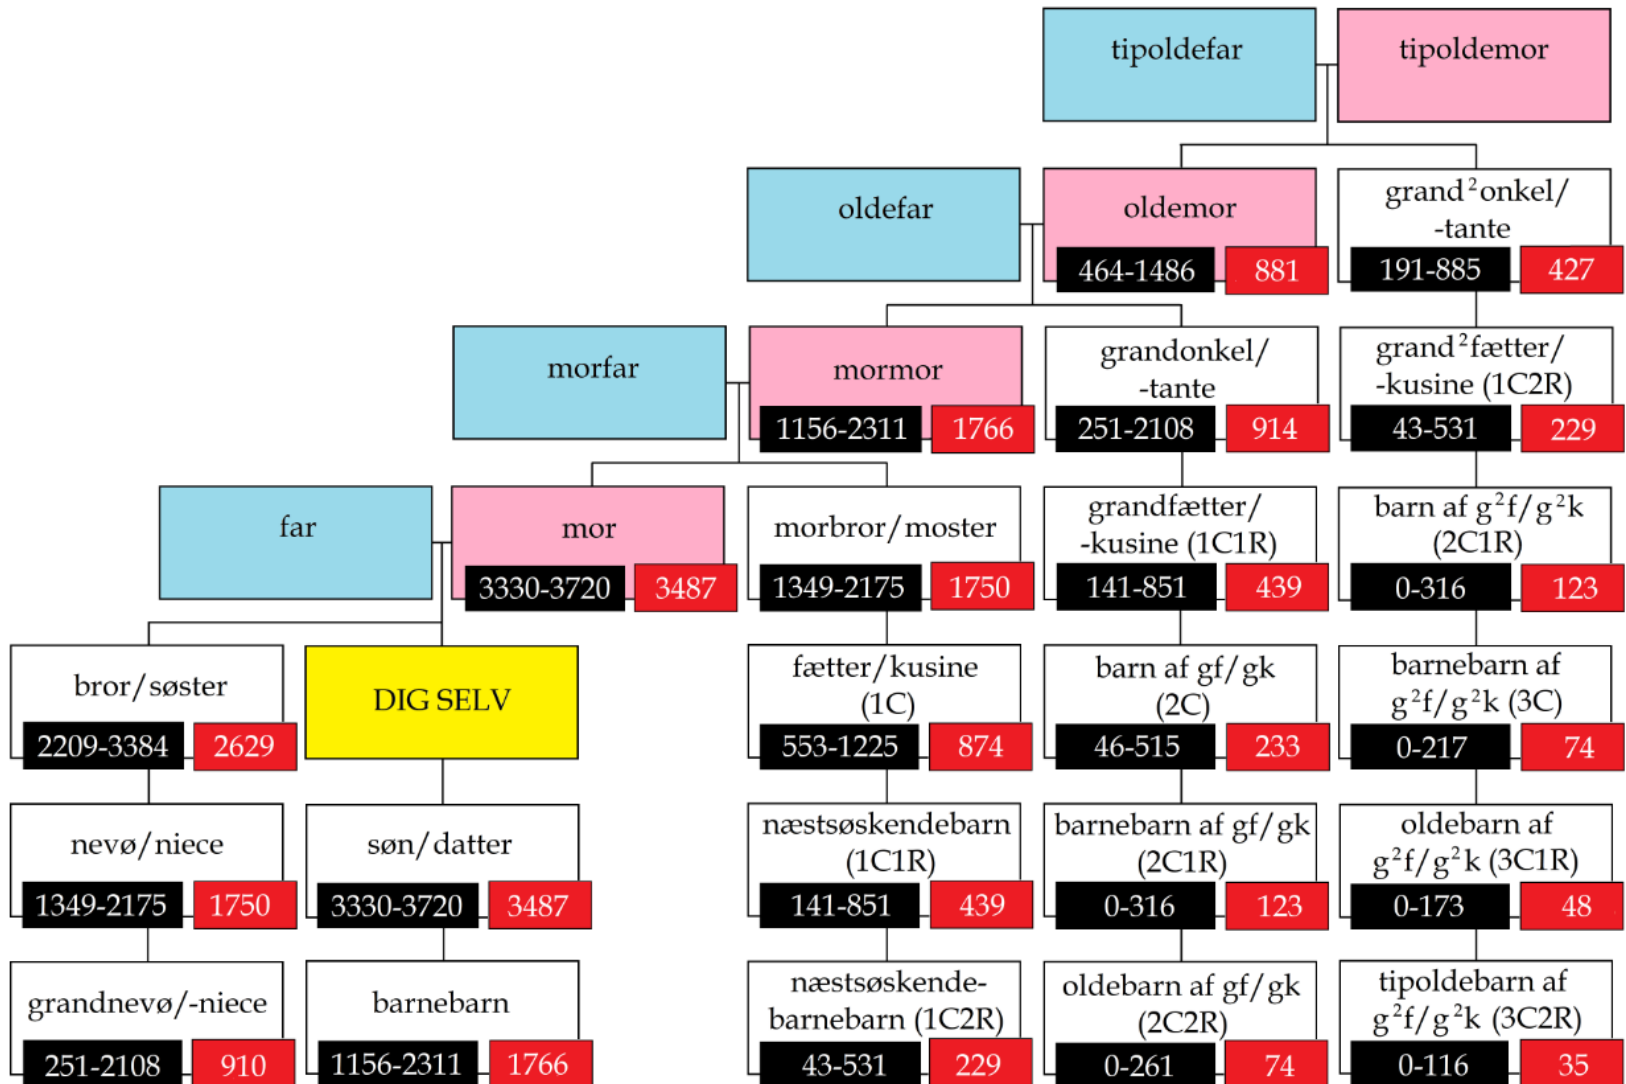 tipoldefar
tipoldemor
oldefar
oldemor
464-1486 881
grand²onkel/
-tante
191-885 427
morfar
mormor
1156-2311 1766
grandonkel/
-tante
251-2108 914
grand²fætter/
-kusine (1C2R)
43-531 229
far
mor
3330-3720 3487
morbror/moster
1349-2175 1750
grandfætter/
-kusine (1C1R)
141-851 439
barn af g²f/g²k
(2C1R)
0-316 123
bror/søster
2209-3384 2629
DIG SELV
fætter/kusine
(1C)
553-1225 874
barn af gf/gk
(2C)
46-515 233
barnebarn af
g²f/g²k (3C)
0-217 74
nevø/niece
1349-2175 1750
søn/datter
3330-3720 3487
næstsøskendebarn
(1C1R)
141-851 439
barnebarn af gf/gk
(2C1R)
0-316 123
oldebarn af
g²f/g²k (3C1R)
0-173 48
grandnevø/-niece
251-2108 910
barnebarn
1156-2311 1766
næstsøskende-
barnebarn (1C2R)
43-531 229
oldebarn af gf/gk
(2C2R)
0-261 74
tipoldebarn af
g²f/g²k (3C2R)
0-116 35